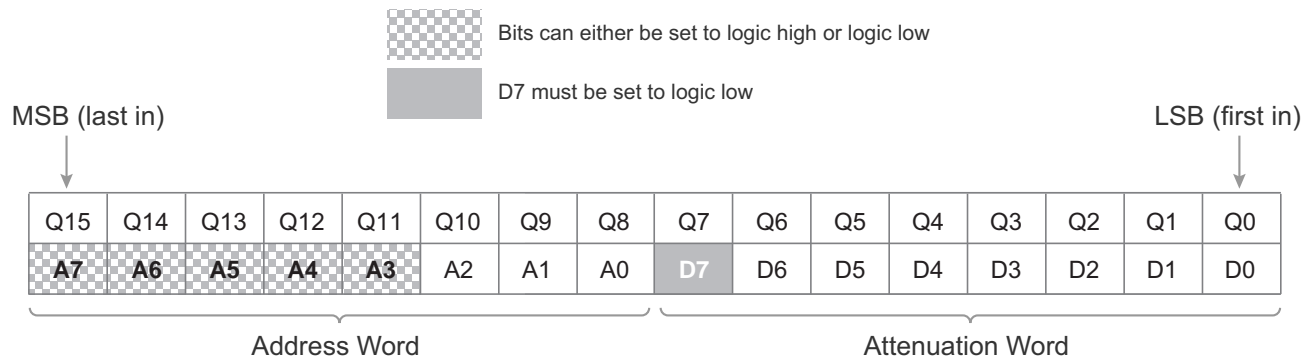 Bits can either be set to logic high or logic low
D7 must be set to logic low
MSB (last in)
LSB (first in)
Q15 Q14 Q13 Q12 Q11 Q10 Q9 Q8 Q7 Q6 Q5 Q4 Q3 Q2 Q1 Q0
A7 A6 A5 A4 A3 A2 A1 A0 D7 D6 D5 D4 D3 D2 D1 D0
Address Word
Attenuation Word